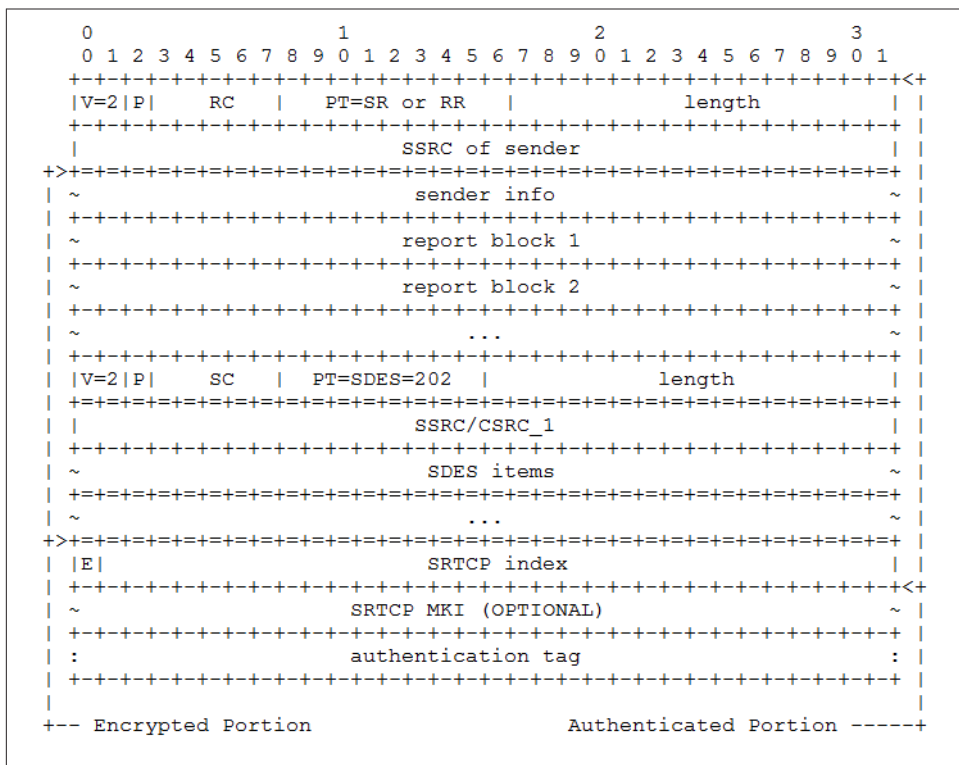 0                   1                   2                   3
 0 1 2 3 4 5 6 7 8 9 0 1 2 3 4 5 6 7 8 9 0 1 2 3 4 5 6 7 8 9 0 1
+-+-+-+-+-+-+-+-+-+-+-+-+-+-+-+-+-+-+-+-+-+-+-+-+-+-+-+-+-+-+-+-+<+
|V=2|P| RC | PT=SR or RR | length | |
+-+-+-+-+-+-+-+-+-+-+-+-+-+-+-+-+-+-+-+-+-+-+-+-+-+-+-+-+-+-+-+-+ |
| SSRC of sender | |
+>+=+=+=+=+=+=+=+=+=+=+=+=+=+=+=+=+=+=+=+=+=+=+=+=+=+=+=+=+=+=+=+=+ |
| ~ sender info ~ |
| +-+-+-+-+-+-+-+-+-+-+-+-+-+-+-+-+-+-+-+-+-+-+-+-+-+-+-+-+-+-+-+-+ |
| ~ report block 1 ~ |
| +-+-+-+-+-+-+-+-+-+-+-+-+-+-+-+-+-+-+-+-+-+-+-+-+-+-+-+-+-+-+-+-+ |
| ~ report block 2 ~ |
| +-+-+-+-+-+-+-+-+-+-+-+-+-+-+-+-+-+-+-+-+-+-+-+-+-+-+-+-+-+-+-+-+ |
| ~ ... ~ |
| +-+-+-+-+-+-+-+-+-+-+-+-+-+-+-+-+-+-+-+-+-+-+-+-+-+-+-+-+-+-+-+-+ |
| |V=2|P| SC | PT=SDES=202 | length | |
| +=+=+=+=+=+=+=+=+=+=+=+=+=+=+=+=+=+=+=+=+=+=+=+=+=+=+=+=+=+=+=+=+ |
| | SSRC/CSRC_1 | |
| +-+-+-+-+-+-+-+-+-+-+-+-+-+-+-+-+-+-+-+-+-+-+-+-+-+-+-+-+-+-+-+-+ |
| ~ SDES items ~ |
| +=+=+=+=+=+=+=+=+=+=+=+=+=+=+=+=+=+=+=+=+=+=+=+=+=+=+=+=+=+=+=+=+ |
| ~ ... ~ |
+>+=+=+=+=+=+=+=+=+=+=+=+=+=+=+=+=+=+=+=+=+=+=+=+=+=+=+=+=+=+=+=+=+ |
| |E| SRTCP index | |
| +-+-+-+-+-+-+-+-+-+-+-+-+-+-+-+-+-+-+-+-+-+-+-+-+-+-+-+-+-+-+-+-+<+
| ~ SRTCP MKI (OPTIONAL) ~ |
| +-+-+-+-+-+-+-+-+-+-+-+-+-+-+-+-+-+-+-+-+-+-+-+-+-+-+-+-+-+-+-+-+ |
| : authentication tag : |
| +-+-+-+-+-+-+-+-+-+-+-+-+-+-+-+-+-+-+-+-+-+-+-+-+-+-+-+-+-+-+-+-+ |
| |
+-- Encrypted Portion Authenticated Portion -----+